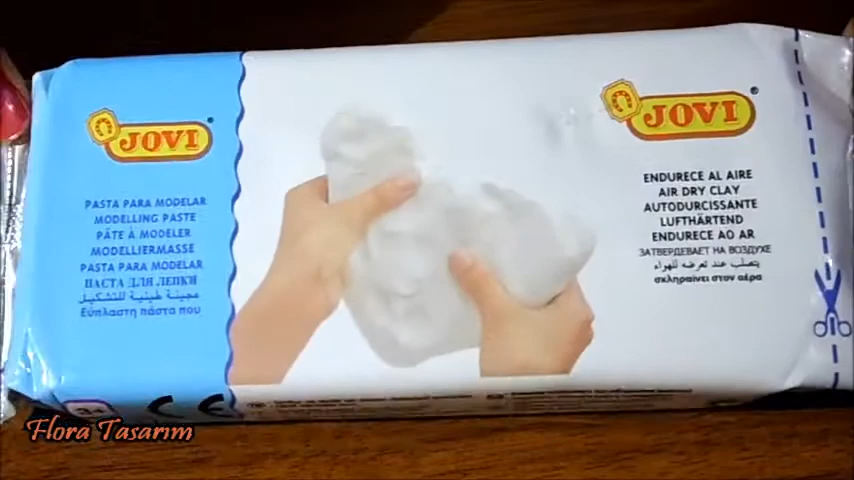 JOVI
PASTA PARA MODELAR
MODELLING PASTE
PÂTE À MODELER
MODELLIERMASSE
PASTA PARA MODELAR
ПАСТА ДЛЯ ЛЕПКИ
عجينة طينية للتشكيل
Εύπλαστη πάστα που
JOVI
ENDURECE AL AIRE
AIR DRY CLAY
AUTODURCISSANTE
LUFTHÄRTEND
ENDURECE AO AR
ЗАТВЕРДЕВАЕТ НА ВОЗДУХЕ
تتصلب عند تعرضه للهواء
σκληραίνει στον αέρα
CE
Flora Tasarım